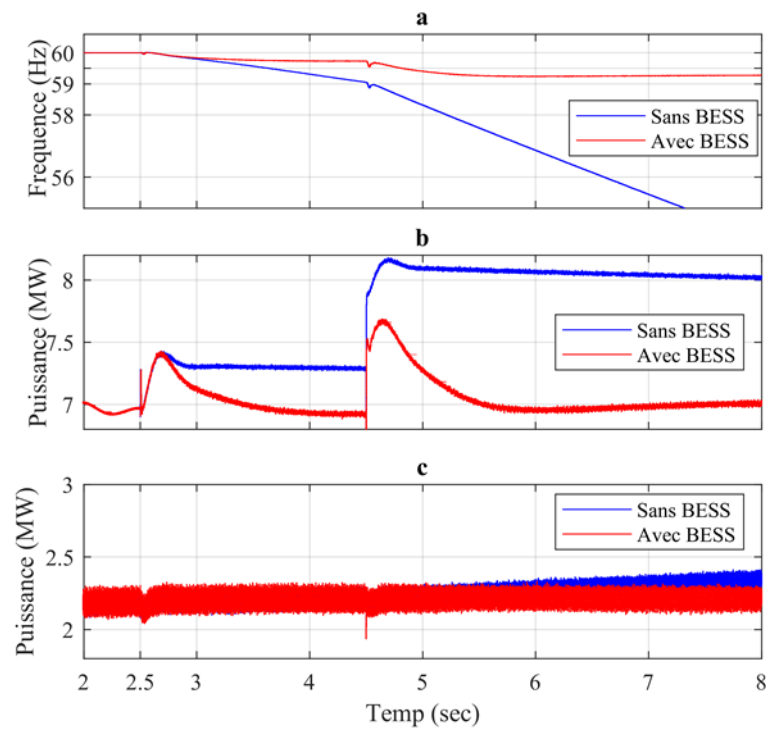 a
Frequence (Hz)
60
59
58
56
Sans BESS
Avec BESS
b
Puissance (MW)
8
7.5
7
Sans BESS
Avec BESS
c
Puissance (MW)
3
2.5
2
Sans BESS
Avec BESS
2 2.5 3 4 5 6 7 8
Temp (sec)